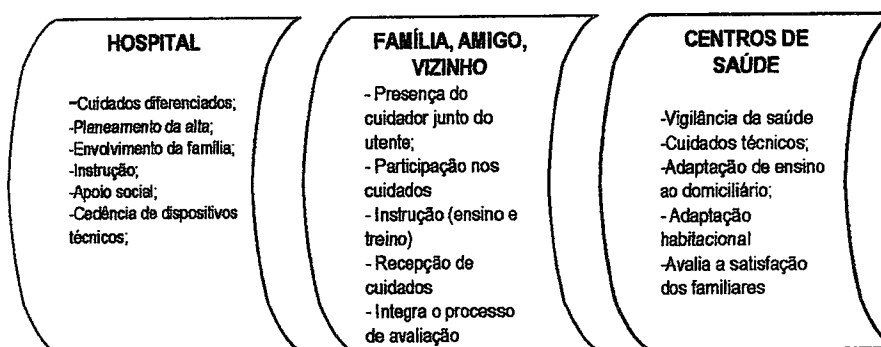 HOSPITAL
-Cuidados diferenciados;
-Planeamento da alta;
-Envolvimento da família;
-Instrução;
-Apoio social;
-Cedência de dispositivos
técnicos;
FAMÍLIA, AMIGO,
VIZINHO
- Presença do
cuidador junto do
utente;
- Participação nos
cuidados
- Instrução (ensino e
treino)
- Recepção de
cuidados
- Integra o processo
de avaliação
CENTROS DE
SAÚDE
-Vigilância da saúde
-Cuidados técnicos;
-Adaptação de ensino
ao domiciliário;
- Adaptação
habitacional
-Avalia a satisfação
dos familiares